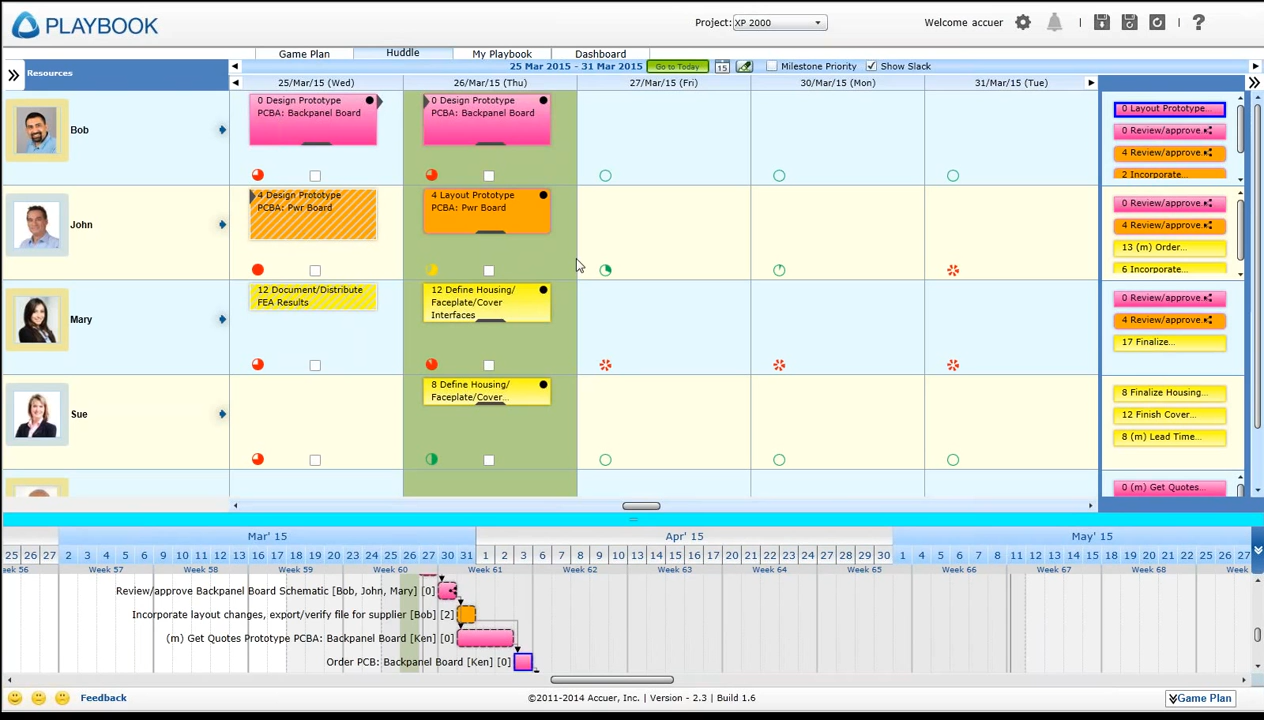 PLAYBOOK
Project: XP 2000
Welcome accuer
?
Game Plan Huddle My Playbook Dashboard
Resources
25 Mar 2015 - 31 Mar 2015 Go to Today 15 Milestone Priority Show Slack
25/Mar/15 (Wed) 26/Mar/15 (Thu) 27/Mar/15 (Fri) 30/Mar/15 (Mon) 31/Mar/15 (Tue)
Bob
0 Design Prototype
PCBA: Backpanel Board
0 Design Prototype
PCBA: Backpanel Board
0 Layout Prototype...
0 Review/approve.
4 Review/approve.
2 Incorporate...
John
4 Design Prototype
PCBA: Pwr Board
4 Layout Prototype
PCBA: Pwr Board
0 Review/approve.
4 Review/approve.
13 (m) Order...
6 Incorporate...
Mary
12 Document/Distribute
FEA Results
12 Define Housing/
Faceplate/Cover
Interfaces
0 Review/approve.
4 Review/approve.
17 Finalize...
Sue
8 Define Housing/
Faceplate/Cover...
8 Finalize Housing...
12 Finish Cover...
8 (m) Lead Time...
0 (m) Get Quotes...
Mar' 15 Apr' 15 May' 15
25 26 27 2 3 4 5 6 9 10 11 12 13 16 17 18 19 20 23 24 25 26 27 30 31 1 2 3 6 7 8 9 10 13 14 15 16 17 20 21 22 23 24 27 28 29 30 1 4 5 6 7 8 11 12 13 14 15 18 19 20 21 22 25 26 27
eek 56 Week 57 Week 58 Week 59 Week 60 Week 61 Week 62 Week 63 Week 64 Week 65 Week 66 Week 67 Week 68 Wee
Review/approve Backpanel Board Schematic [Bob, John, Mary] [0]
Incorporate layout changes, export/verify file for supplier [Bob] [2]
(m) Get Quotes Prototype PCBA: Backpanel Board [Ken] [0]
Order PCB: Backpanel Board [Ken] [0]
Feedback
©2011-2014 Accuer, Inc. | Version - 2.3 | Build 1.6
Game Plan